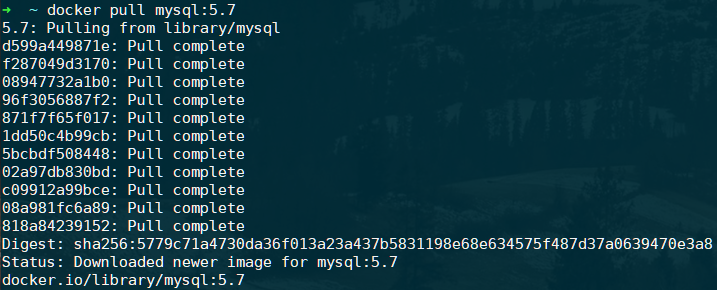 ➜  ~ docker pull mysql:5.7
5.7: Pulling from library/mysql
d599a449871e: Pull complete
f287049d3170: Pull complete
08947732a1b0: Pull complete
96f3056887f2: Pull complete
871f7f65f017: Pull complete
1dd50c4b99cb: Pull complete
5bcbdf508448: Pull complete
02a97db830bd: Pull complete
c09912a99bce: Pull complete
08a981fc6a89: Pull complete
818a84239152: Pull complete
Digest: sha256:5779c71a4730da36f013a23a437b5831198e68e634575f487d37a0639470e3a8
Status: Downloaded newer image for mysql:5.7
docker.io/library/mysql:5.7